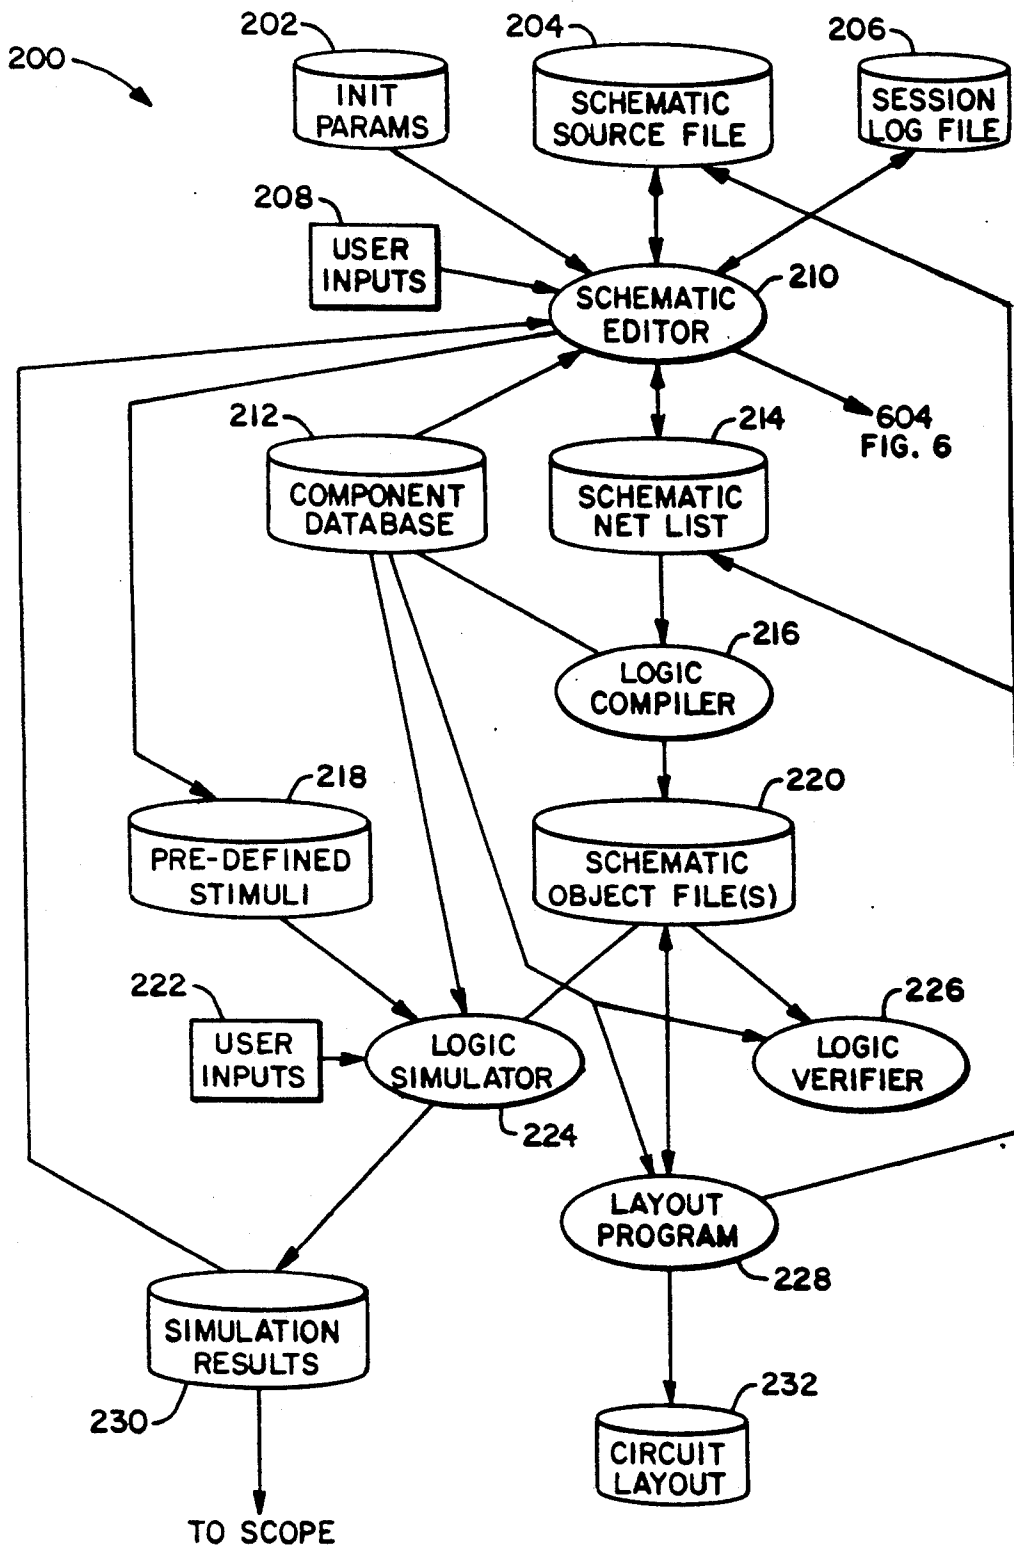 202
204
206
200
INIT
PARAMS
SCHEMATIC
SOURCE FILE
SESSION
LOG FILE
208
USER
INPUTS
SCHEMATIC
EDITOR
210
212
214
604
FIG. 6
COMPONENT
DATABASE
SCHEMATIC
NET LIST
216
LOGIC
COMPILER
218
220
PRE-DEFINED
STIMULI
SCHEMATIC
OBJECT FILE(S)
222
226
USER
INPUTS
LOGIC
SIMULATOR
LOGIC
VERIFIER
224
LAYOUT
PROGRAM
228
SIMULATION
RESULTS
230
232
CIRCUIT
LAYOUT
TO SCOPE